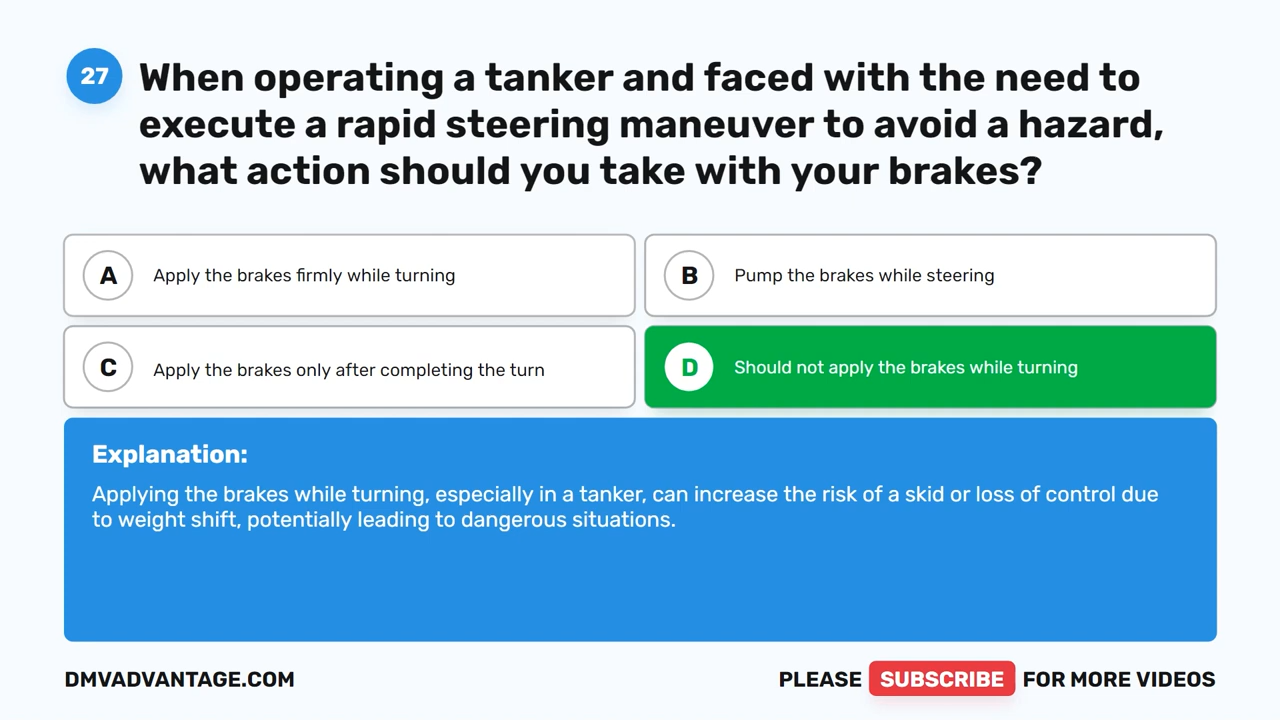 27
When operating a tanker and faced with the need to
execute a rapid steering maneuver to avoid a hazard,
what action should you take with your brakes?
A Apply the brakes firmly while turning
B Pump the brakes while steering
C Apply the brakes only after completing the turn
D Should not apply the brakes while turning
Explanation:
Applying the brakes while turning, especially in a tanker, can increase the risk of a skid or loss of control due
to weight shift, potentially leading to dangerous situations.
DMVADVANTAGE.COM
PLEASE SUBSCRIBE FOR MORE VIDEOS